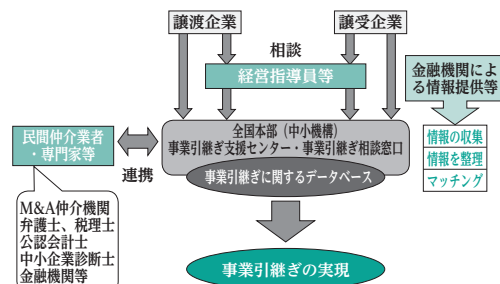 譲渡企業
譲受企業
相談
経営指導員等
金融機関によ
る情報提供等
全国本部（中小機構）
事業引継ぎ支援センター・事業引継ぎ相談窓口
民間仲介業者
・専門家等
連携
情報の収集
情報を整理
マッチング
事業引継ぎに関するデータベース
M&A仲介機関
弁護士、税理士
公認会計士
中小企業診断士
金融機関等
事業引継ぎの実現